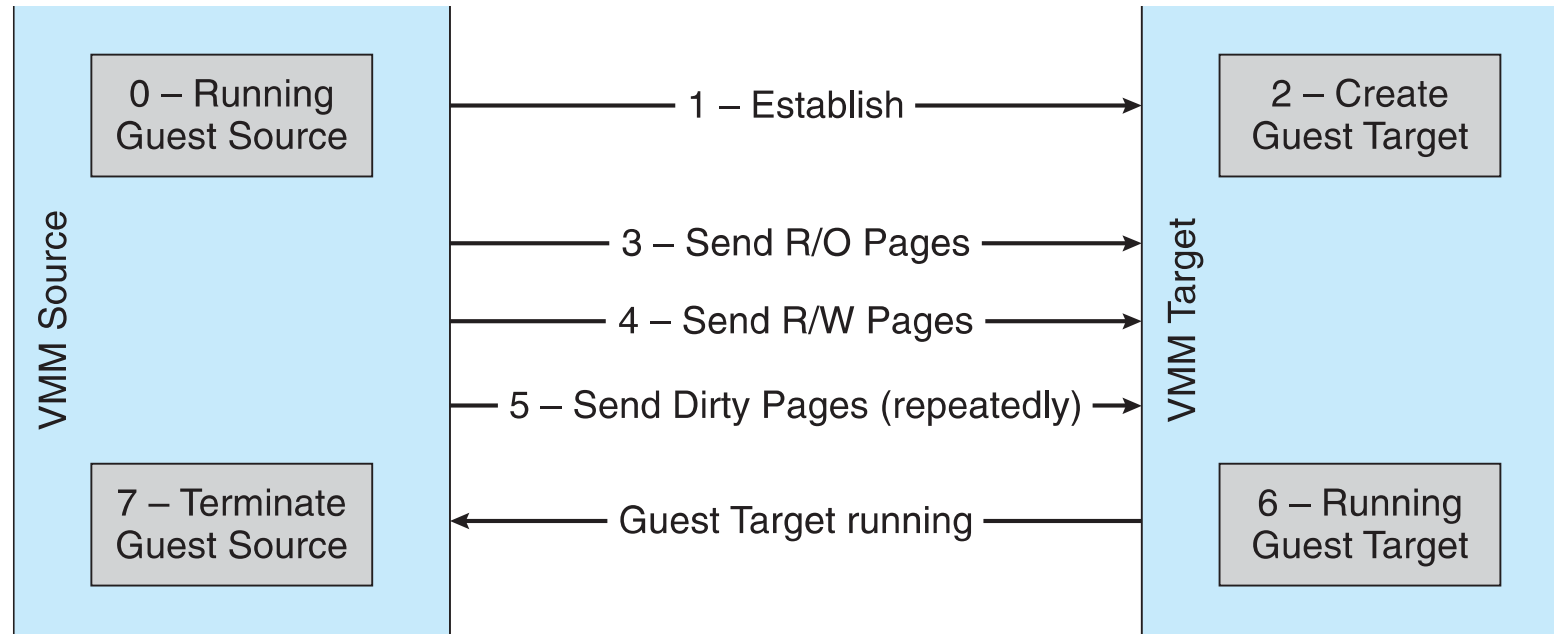 VMM Source
0 – Running
Guest Source
1 – Establish
2 – Create
Guest Target
3 – Send R/O Pages
4 – Send R/W Pages
5 – Send Dirty Pages (repeatedly)
VMM Target
7 – Terminate
Guest Source
Guest Target running
6 – Running
Guest Target